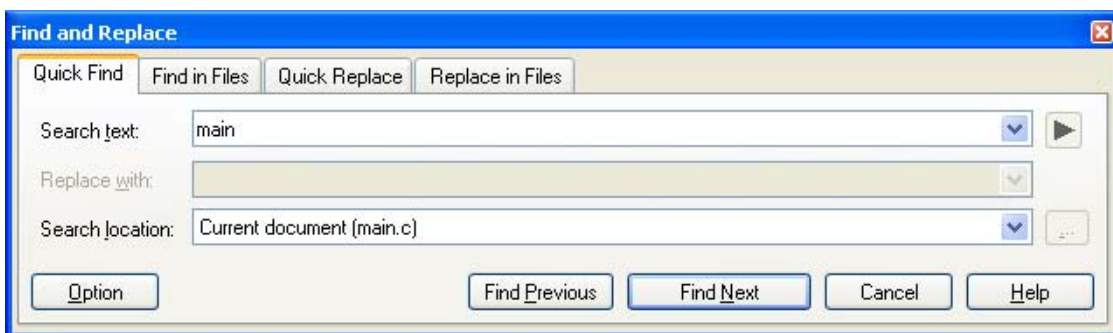 Find and Replace
Quick Find Find in Files Quick Replace Replace in Files
Search text: main
Replace with:
Search location: Current document (main.c)
...
Option Find Previous Find Next Cancel Help